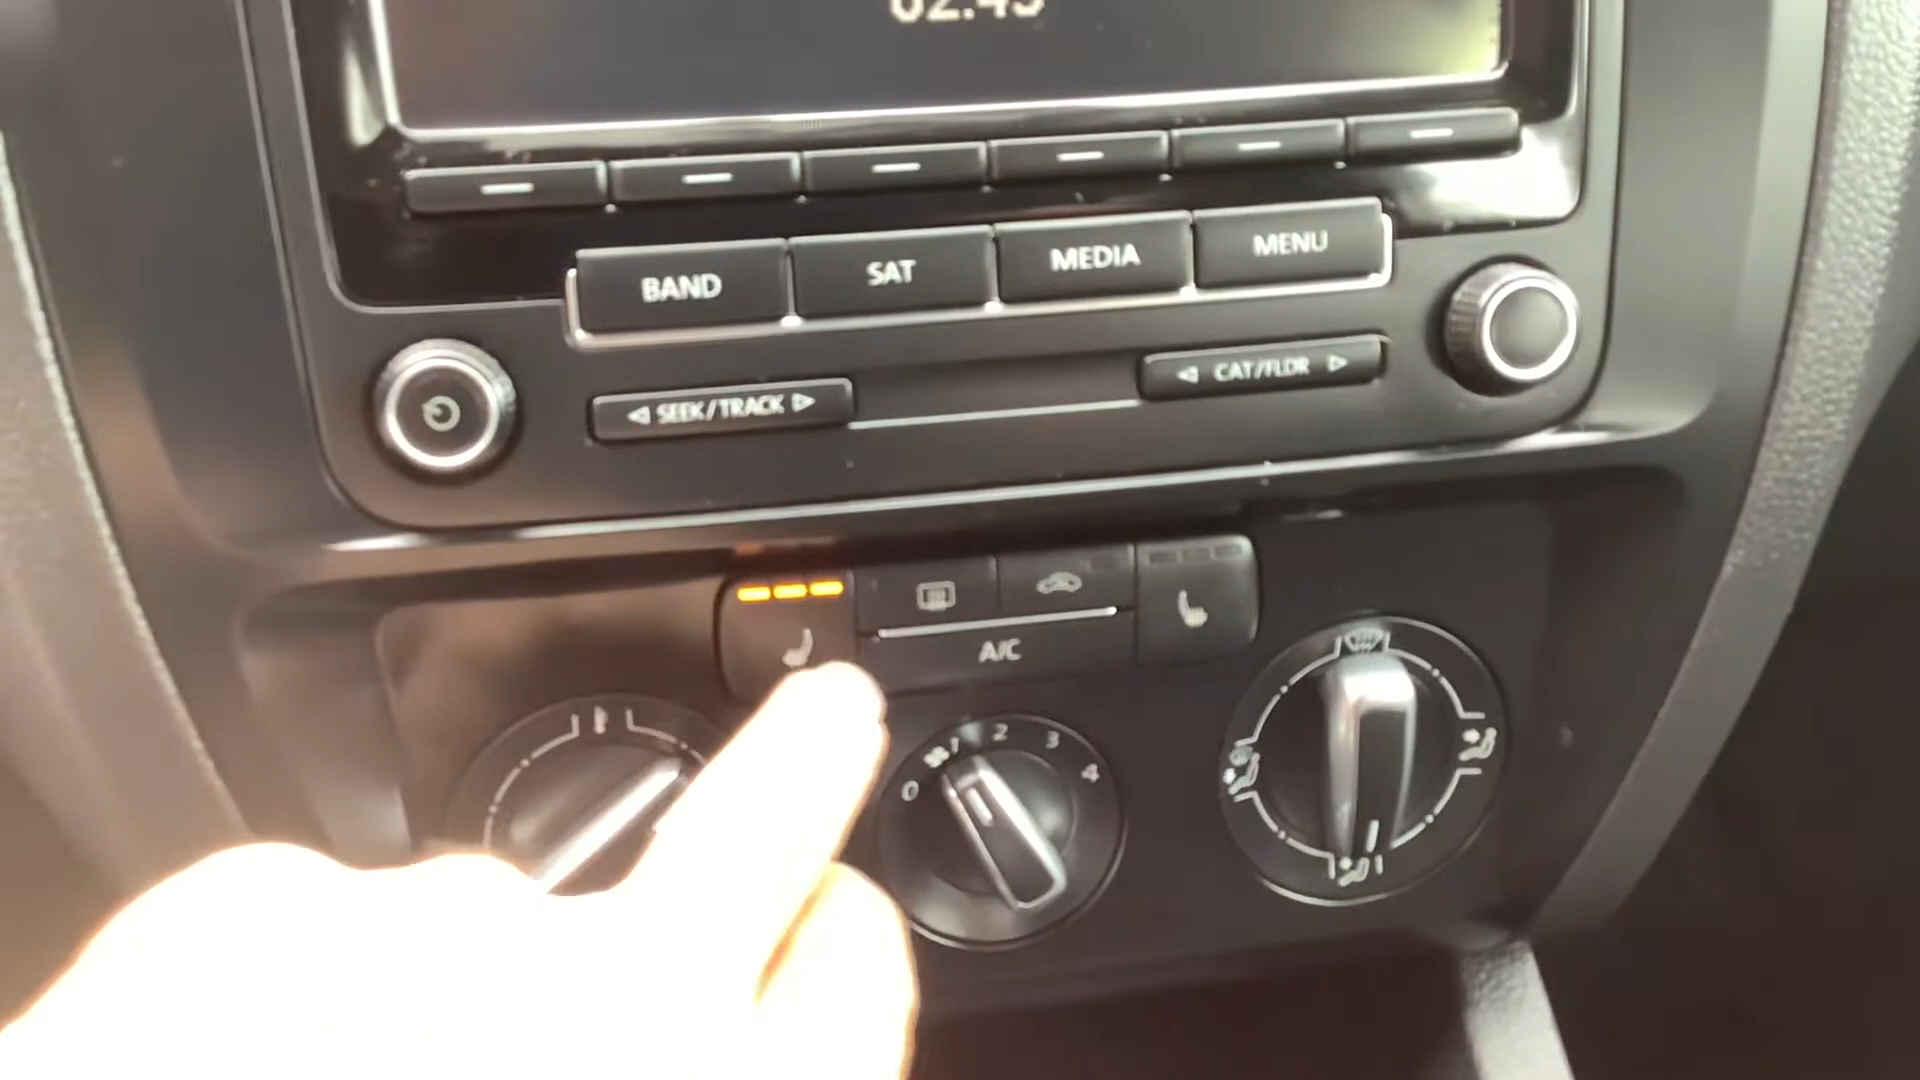 BAND SAT MEDIA MENU
SEEK/TRACK CAT/FLDR
A/C
0 1 2 3 4